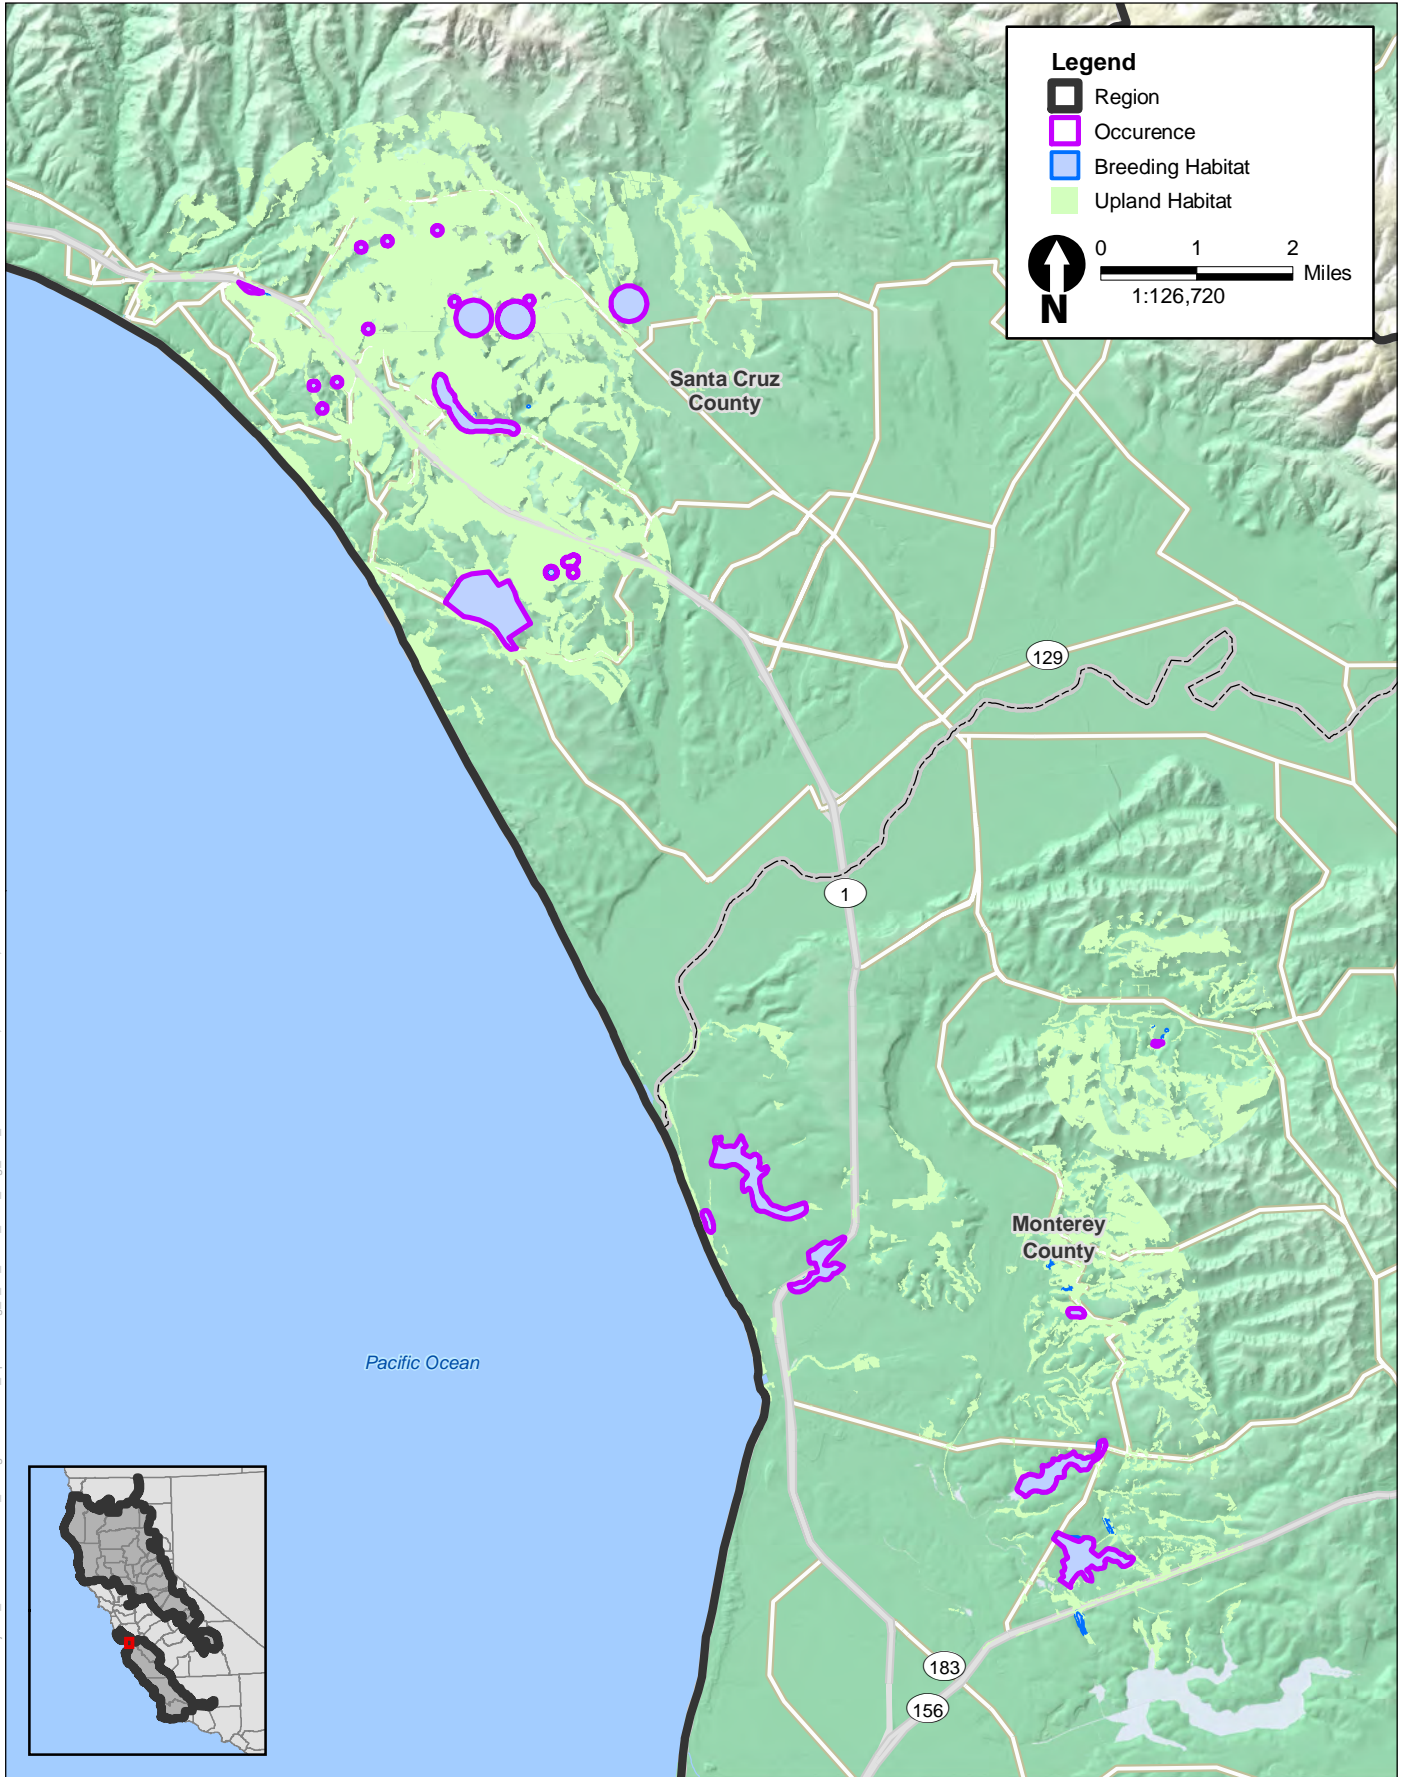 Legend
Region
Occurence
Breeding Habitat
Upland Habitat
0 1 2
Miles
1:126,720
N
Santa Cruz
County
129
1
Monterey
County
Pacific Ocean
183
156